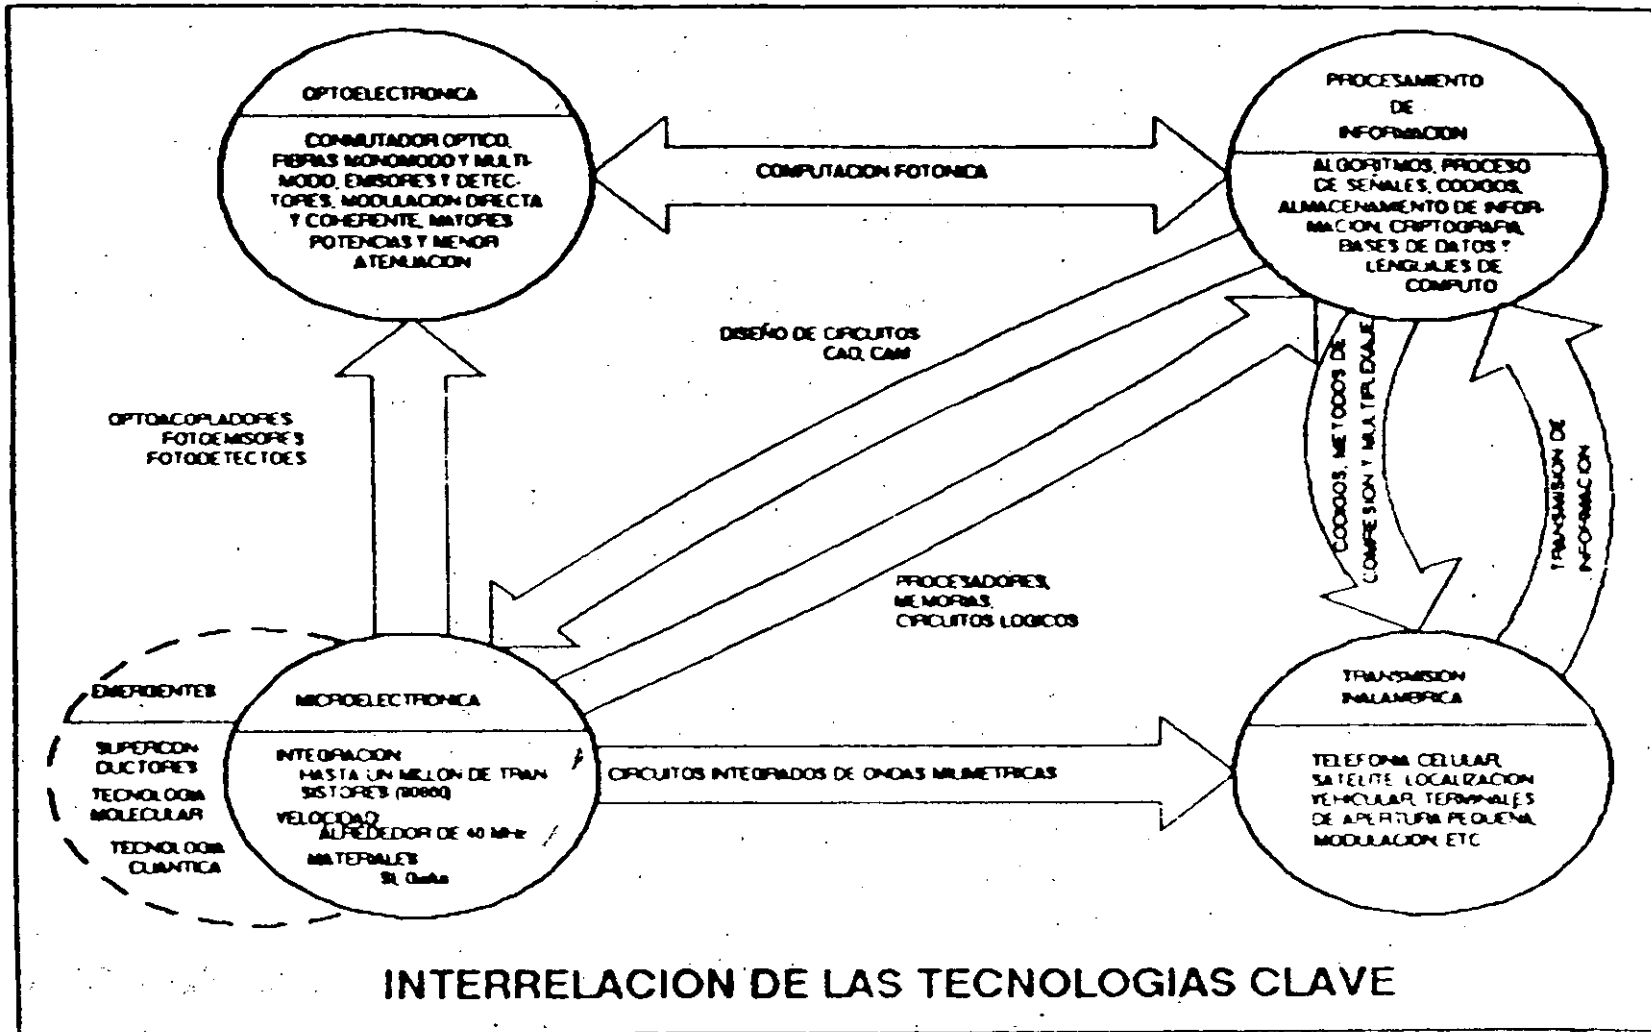 OPTOELECTRONICA
CONMUTADOR OPTICO,
FIBRAS MONOMODO Y MULTI-
MODO, EMISORES Y DETEC-
TORES, MODULACION DIRECTA
Y COHERENTE, MAYORES
POTENCIAS Y MENOR
ATENUACION
COMPUTACION FOTONICA
PROCESAMIENTO
DE
INFORMACION
ALGORITMOS, PROCESO
DE SEÑALES, CODIGOS,
ALMACENAMIENTO DE INFOR-
MACION, CRIPTOGRAFIA,
BASES DE DATOS Y
LENGUAJES DE
COMPUTO
DISEÑO DE CIRCUITOS
CAD, CAM
OPTOACOPLADORES
FOTOEMISORES
FOTODETECTOES
CODIGOS, METODOS DE
COMPRESION Y MULTIPLEXAJE
TRANSMISION DE
INFORMACION
PROCESADORES,
MEMORIAS,
CIRCUITOS LOGICOS
EMERGENTES
SUPERCON
DUCTORES
TECNOLOGIA
MOLECULAR
TECNOLOGIA
CUANTICA
MICROELECTRONICA
INTEGRACION
HASTA UN MILLON DE TRAN
SISTORES (80860)
VELOCIDAD
ALREDEDOR DE 40 MHz
MATERIALES
Si, GaAs
CIRCUITOS INTEGRADOS DE ONDAS MILIMETRICAS
TRANSMISION
INALAMBRICA
TELEFONIA CELULAR,
SATELITE, LOCALIZACION
VEHICULAR, TERMINALES
DE APERTURA PEQUENA,
MODULACION, ETC
INTERRELACION DE LAS TECNOLOGIAS CLAVE